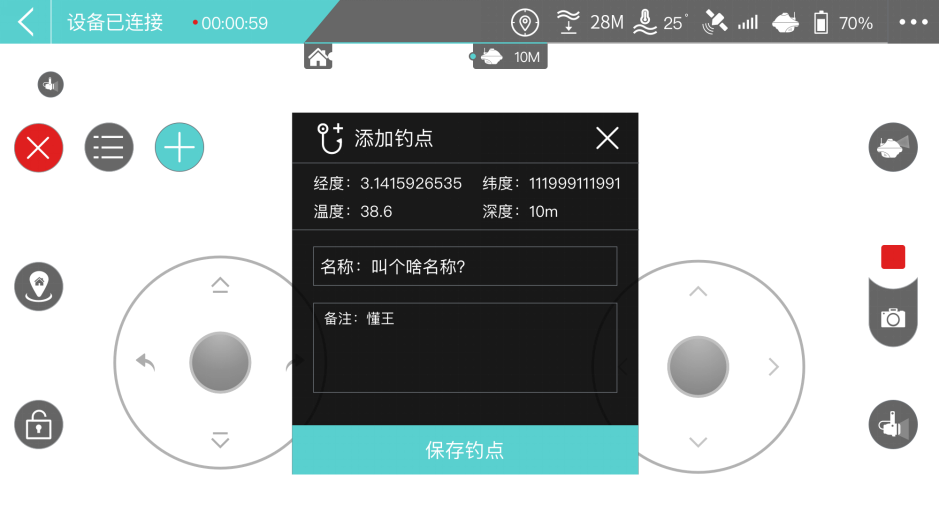 设备已连接 00:00:59 28M 25° 70%
10M
添加钓点
经度：3.1415926535 纬度：111999111991
温度：38.6 深度：10m
名称：叫个啥名称?
备注：懂王
保存钓点